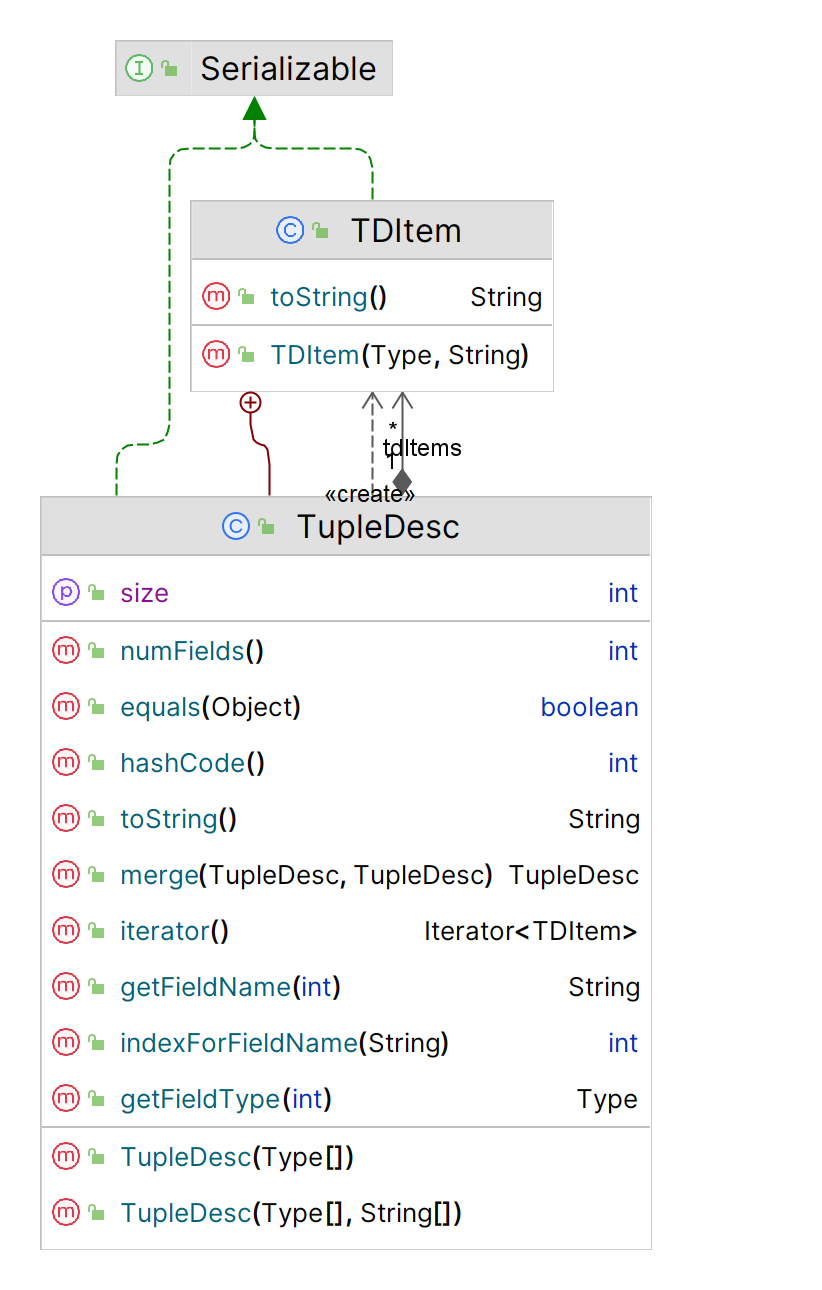 I Serializable
C TDItem
m toString() String
m TDItem(Type, String)
*
tdItems
1
«create»
C TupleDesc
p size int
m numFields() int
m equals(Object) boolean
m hashCode() int
m toString() String
m merge(TupleDesc, TupleDesc) TupleDesc
m iterator() Iterator<TDItem>
m getFieldName(int) String
m indexForFieldName(String) int
m getFieldType(int) Type
m TupleDesc(Type[])
m TupleDesc(Type[], String[])